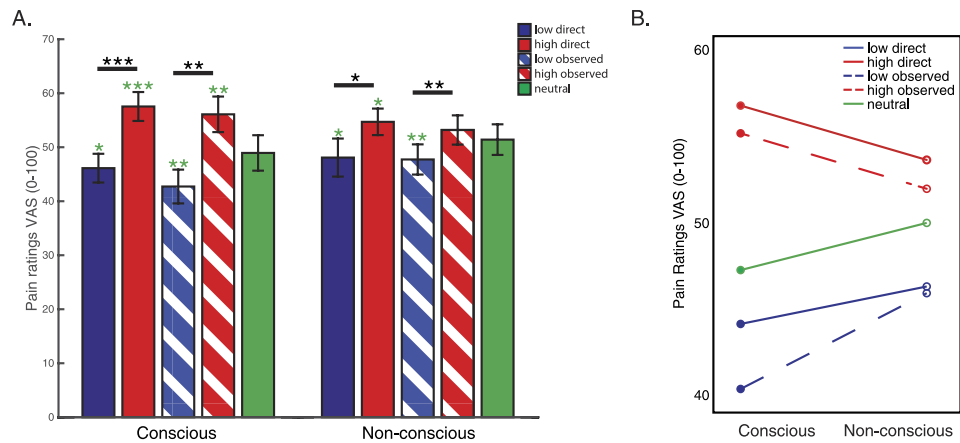 A.
Pain ratings VAS (0-100)
70
60
50
40
30
20
10
0
***
**
*
**
*
***
**
**
*
*
**
low direct
high direct
low observed
high observed
neutral
Conscious
Non-conscious
B.
Pain Ratings VAS (0-100)
60
50
40
low direct
high direct
low observed
high observed
neutral
Conscious
Non-conscious